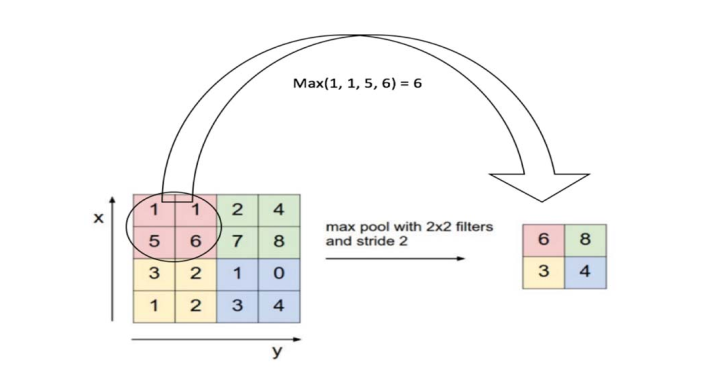 Max(1, 1, 5, 6) = 6
x
1 1 2 4
5 6 7 8
3 2 1 0
1 2 3 4
y
max pool with 2x2 filters
and stride 2
6 8
3 4